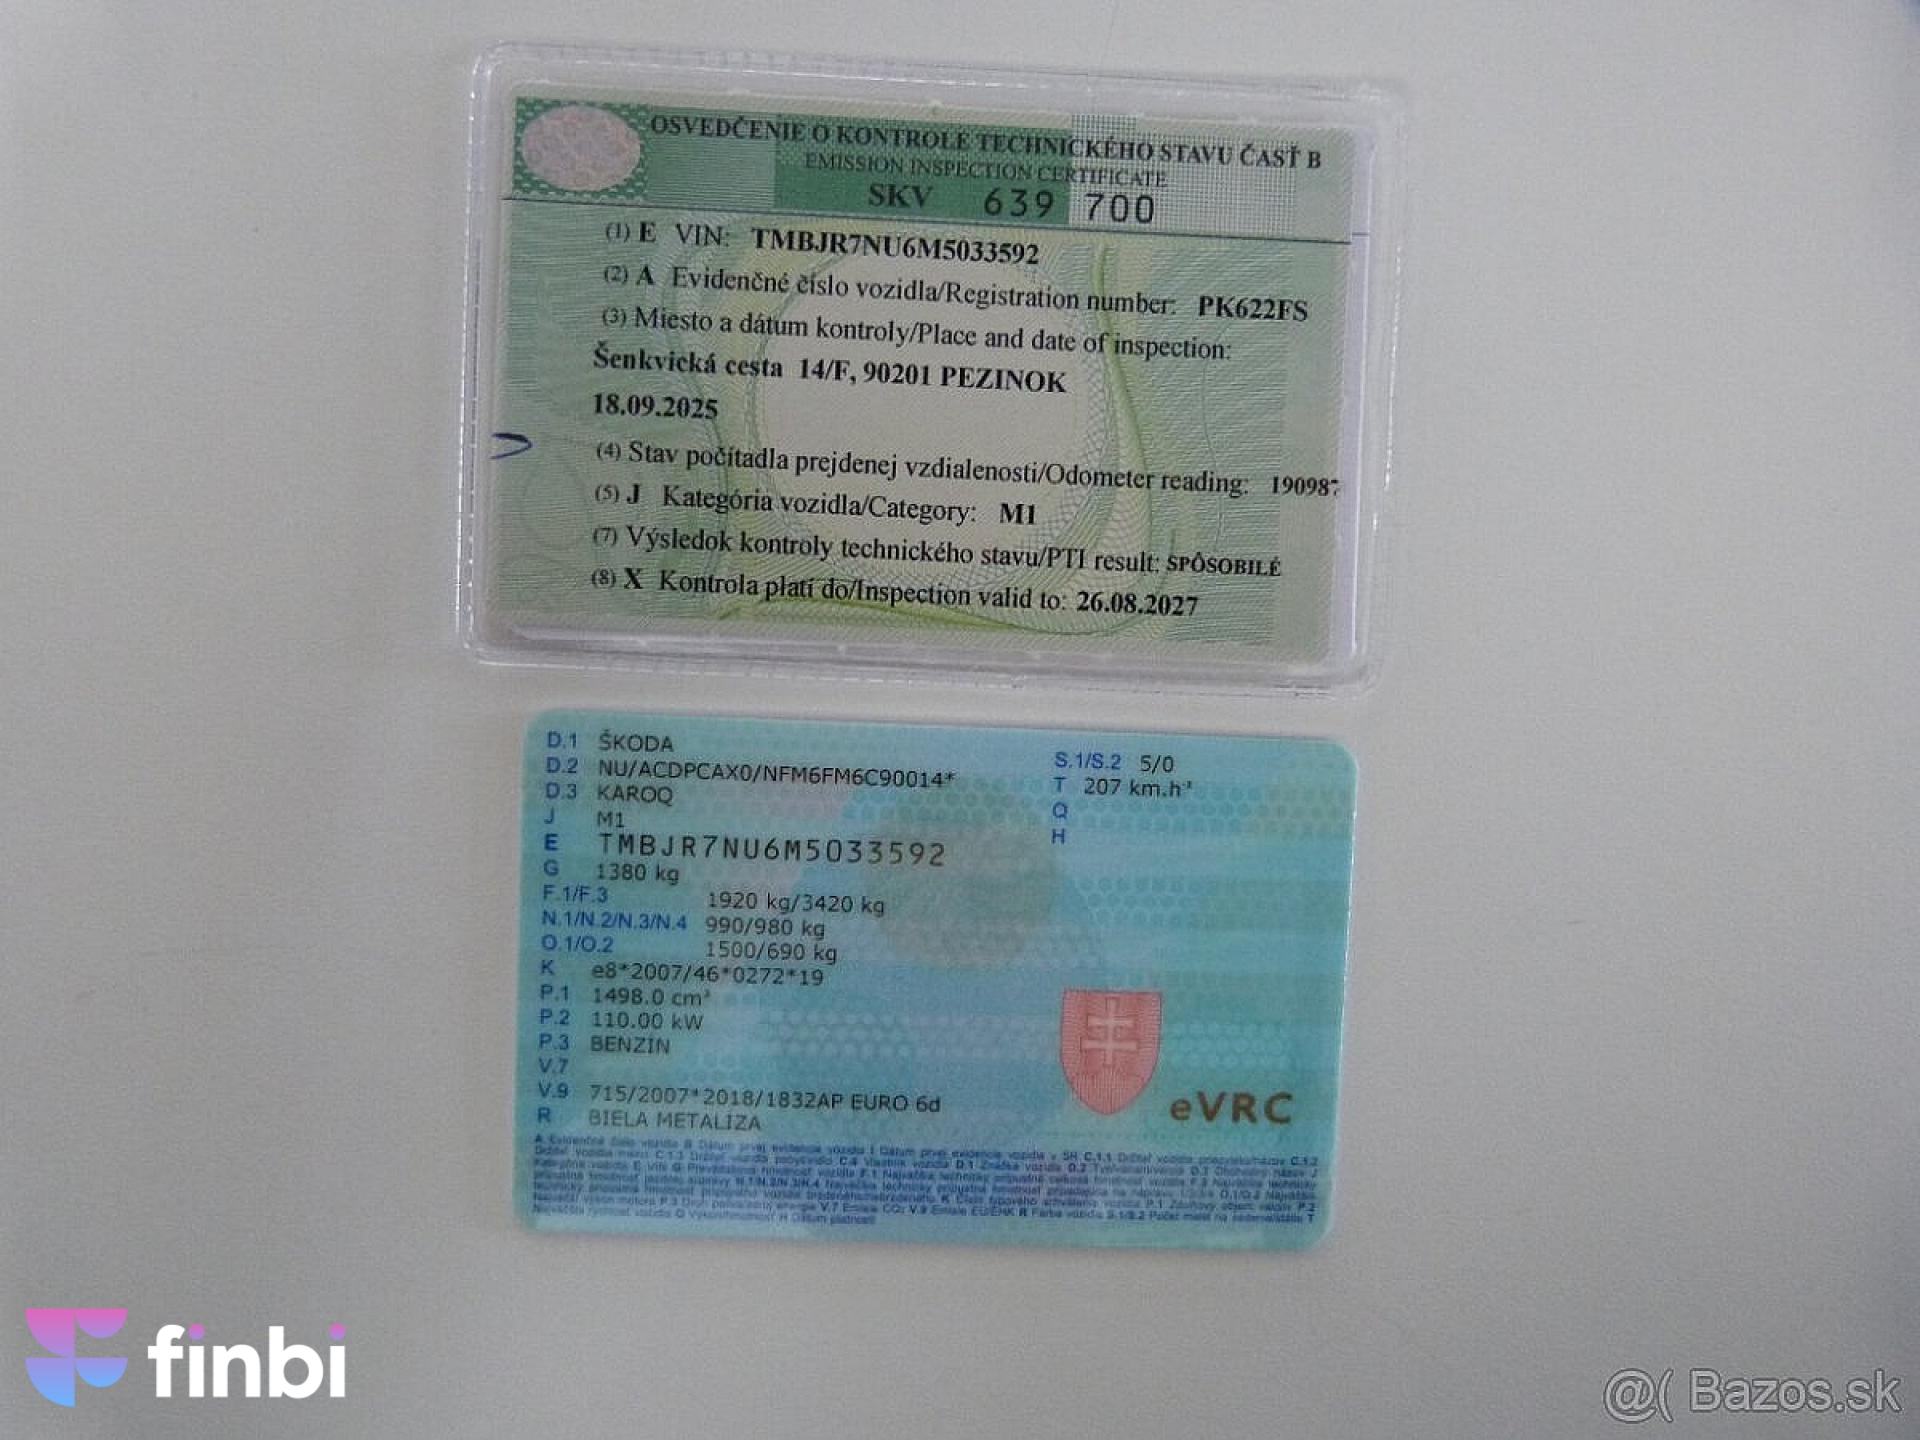 OSVEDČENIE O KONTROLE TECHNICKÉHO STAVU ČASŤ B
EMISSION INSPECTION CERTIFICATE
SKV 639 700
(1) E VIN: TMBJR7NU6M5033592
(2) A Evidenčné číslo vozidla/Registration number: PK622FS
(3) Miesto a dátum kontroly/Place and date of inspection:
Šenkvická cesta 14/F, 90201 PEZINOK
18.09.2025
(4) Stav počítadla prejdenej vzdialenosti/Odometer reading: 190987
(5) J Kategória vozidla/Category: M1
(7) Výsledok kontroly technického stavu/PTI result: SPÔSOBILÉ
(8) X Kontrola platí do/Inspection valid to: 26.08.2027
D.1 ŠKODA
D.2 NU/ACDPCAX0/NFM6FM6C90014*
D.3 KAROQ
J M1
E TMBJR7NU6M5033592
G 1380 kg
F.1/F.3 1920 kg/3420 kg
N.1/N.2/N.3/N.4 990/980 kg
O.1/O.2 1500/690 kg
K e8*2007/46*0272*19
P.1 1498.0 cm³
P.2 110.00 kW
P.3 BENZÍN
V.7
V.9 715/2007*2018/1832AP EURO 6d
R BIELA METALÍZA
S.1/S.2 5/0
T 207 km.h⁻¹
Q
H
eVRC
finbi
@( Bazos.sk